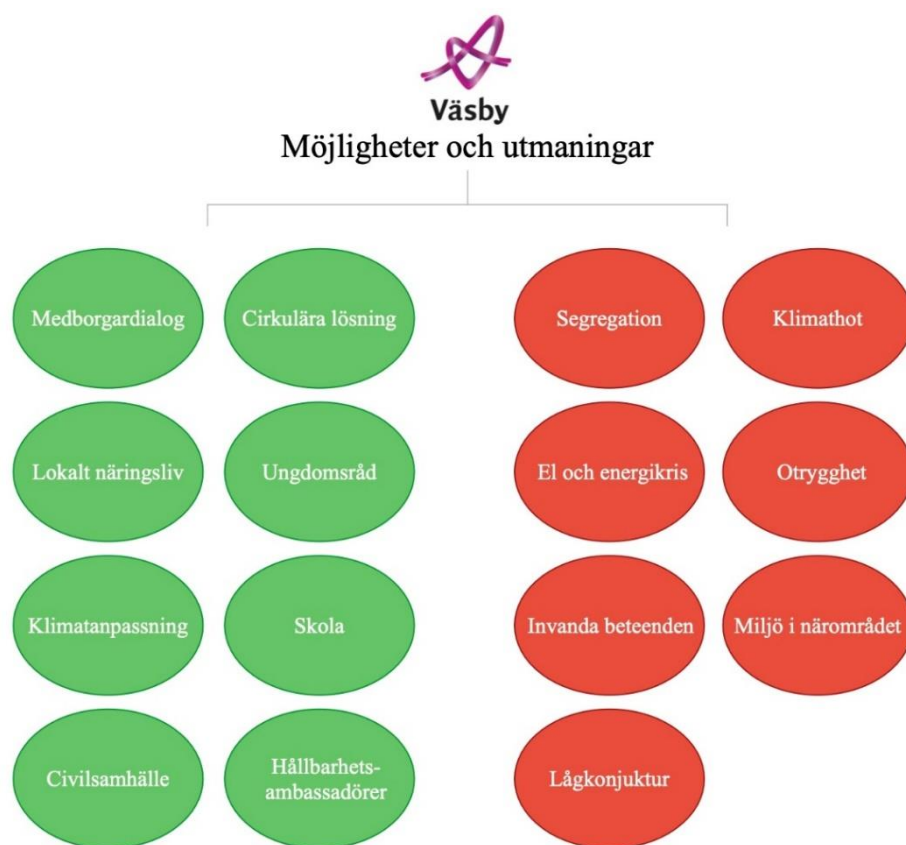 Väsby
Möjligheter och utmaningar
Medborgardialog
Cirkulära lösning
Segregation
Klimathot
Lokalt näringsliv
Ungdomsråd
El och energikris
Otrygghet
Klimatanpassning
Skola
Invanda beteenden
Miljö i närområdet
Civilsamhälle
Hållbarhets-
ambassadörer
Lågkonjuktur